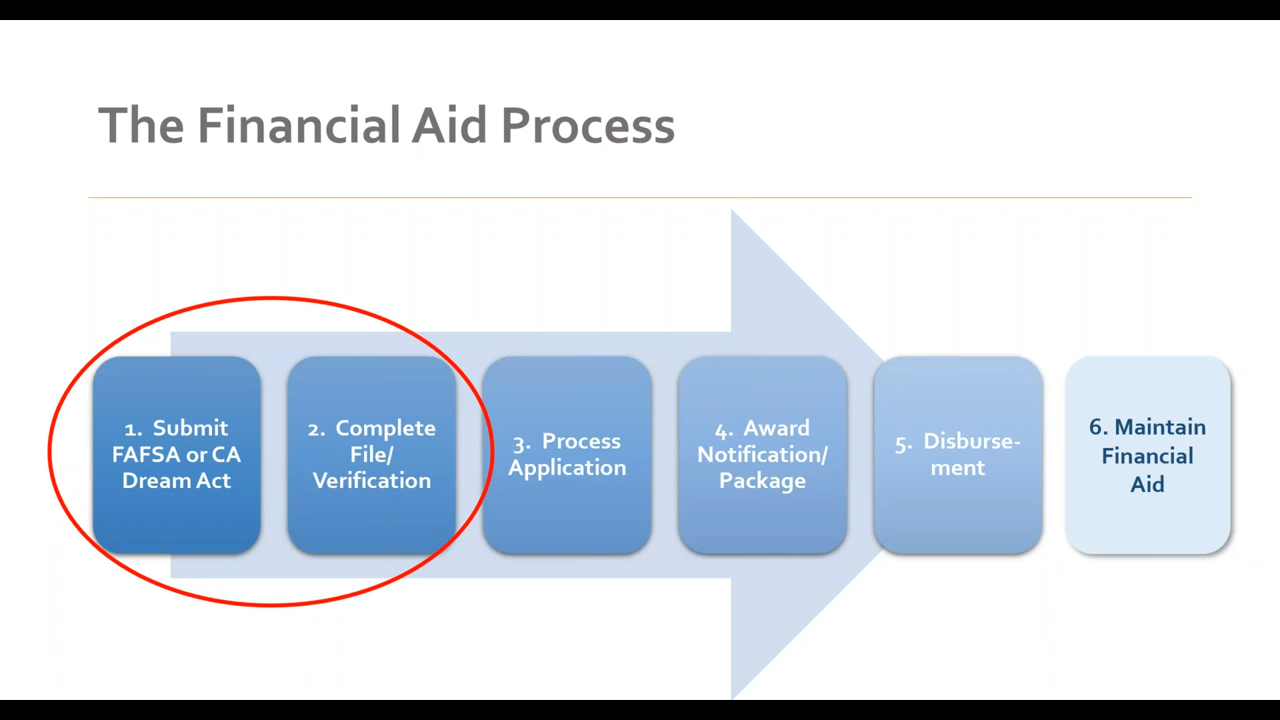 The Financial Aid Process
1. Submit
FAFSA or CA
Dream Act
2. Complete
File/
Verification
3. Process
Application
4. Award
Notification/
Package
5. Disburse-
ment
6. Maintain
Financial
Aid